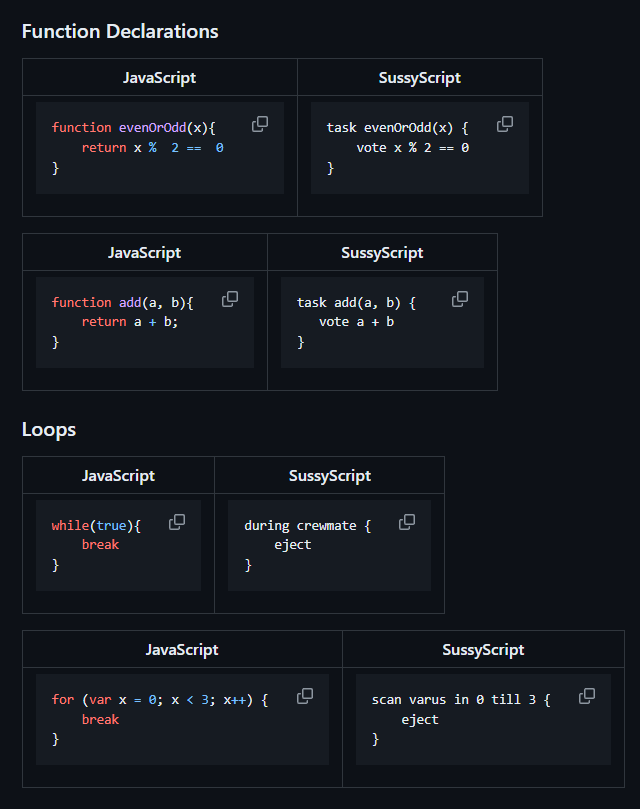 Function Declarations
JavaScript
SussyScript
function evenOrOdd(x){
    return x %  2 ==  0
}
task evenOrOdd(x) {
    vote x % 2 == 0
}
JavaScript
SussyScript
function add(a, b){
    return a + b;
}
task add(a, b) {
   vote a + b
}
Loops
JavaScript
SussyScript
while(true){
    break
}
during crewmate {
    eject
}
JavaScript
SussyScript
for (var x = 0; x < 3; x++) {
    break
}
scan varus in 0 till 3 {
    eject
}